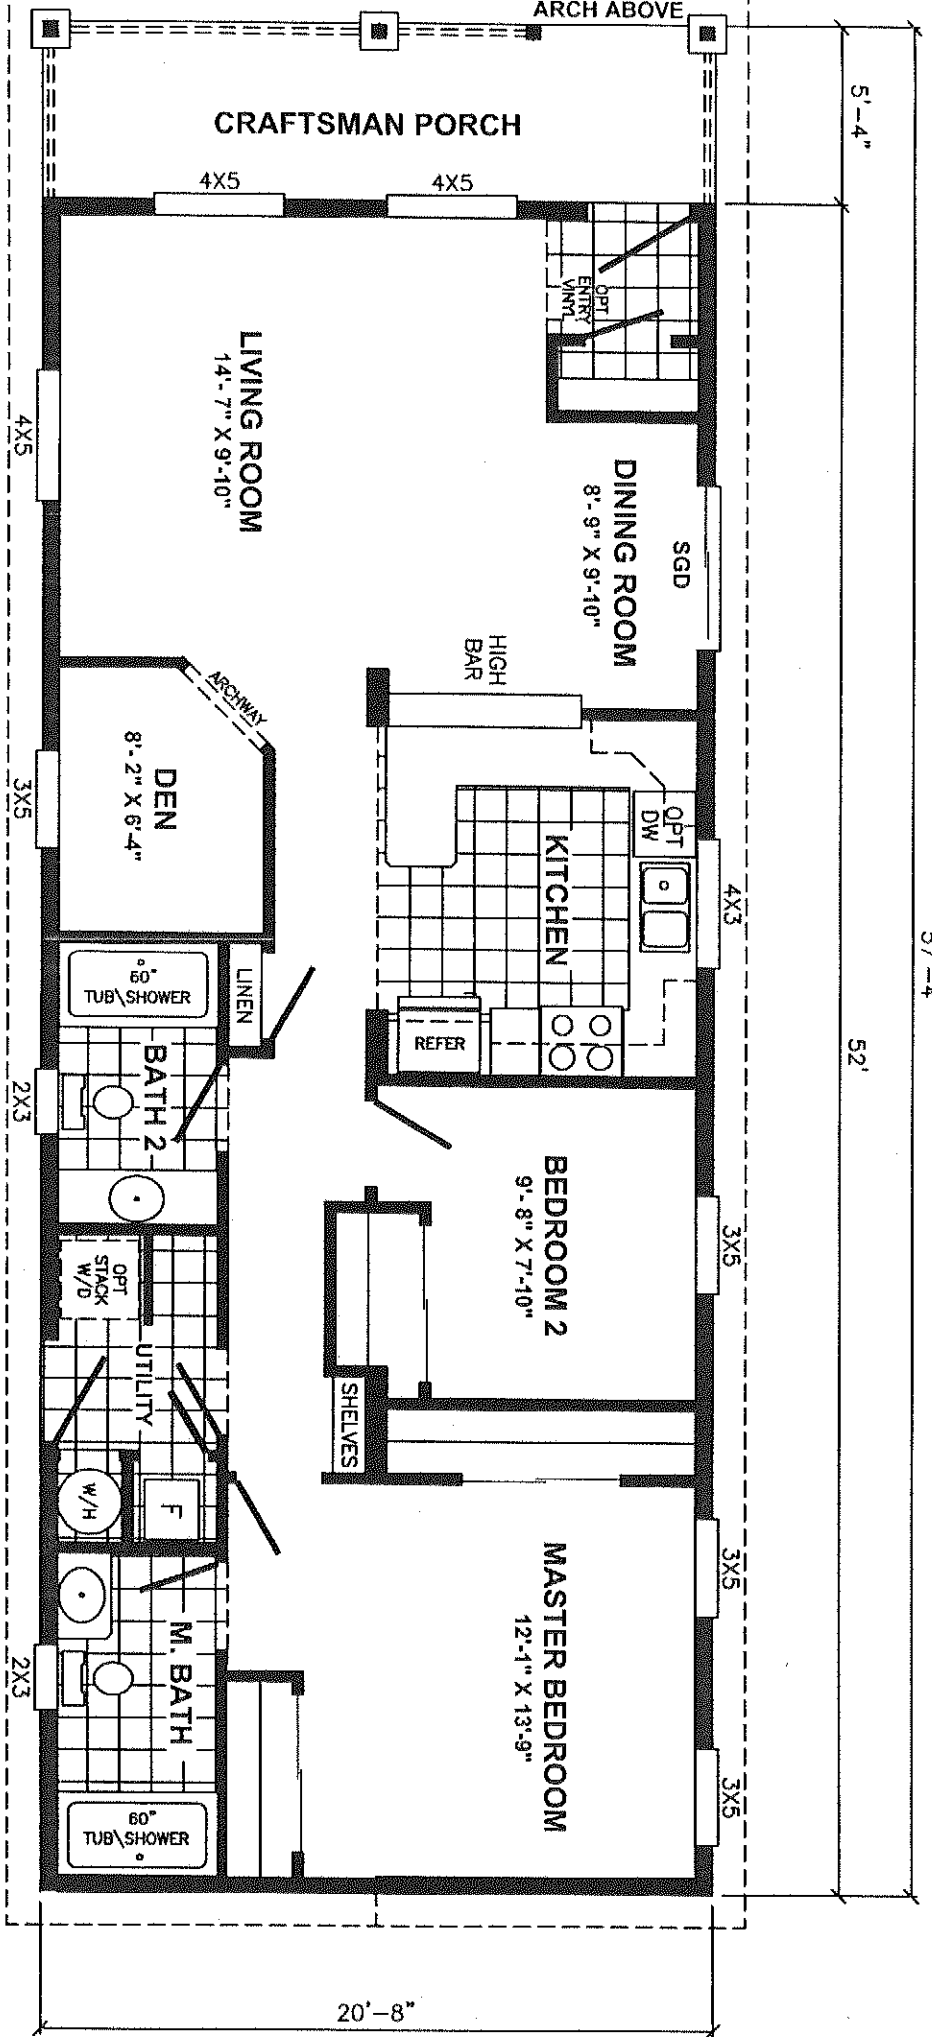 ARCH ABOVE
CRAFTSMAN PORCH
5'-4"
4X5
4X5
OPT
ENTRY
VINYL
LIVING ROOM
14'-7" X 9'-10"
4X5
DINING ROOM
8'-9" X 9'-10"
SGD
HIGH
BAR
ARCHWAY
DEN
8'-2" X 6'-4"
3X5
KITCHEN
OPT
DW
4X3
REFER
52'
LINEN
60"
TUB\SHOWER
BATH 2
2X3
BEDROOM 2
9'-8" X 7'-10"
3X5
OPT
STACK
W/D
UTILITY
SHELVES
W/H
F
MASTER BEDROOM
12'-1" X 13'-9"
3X5
3X5
M. BATH
2X3
60"
TUB\SHOWER
20'-8"